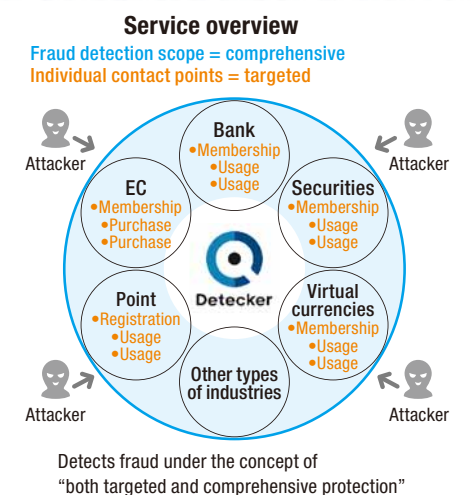 Service overview
Fraud detection scope = comprehensive
Individual contact points = targeted
Attacker
Attacker
Bank
•Membership
•Usage
•Usage
EC
•Membership
•Purchase
•Purchase
Securities
•Membership
•Usage
•Usage
Detecker
Point
•Registration
•Usage
•Usage
Virtual
currencies
•Membership
•Usage
•Usage
Other types
of industries
Attacker
Attacker
Detects fraud under the concept of
“both targeted and comprehensive protection”